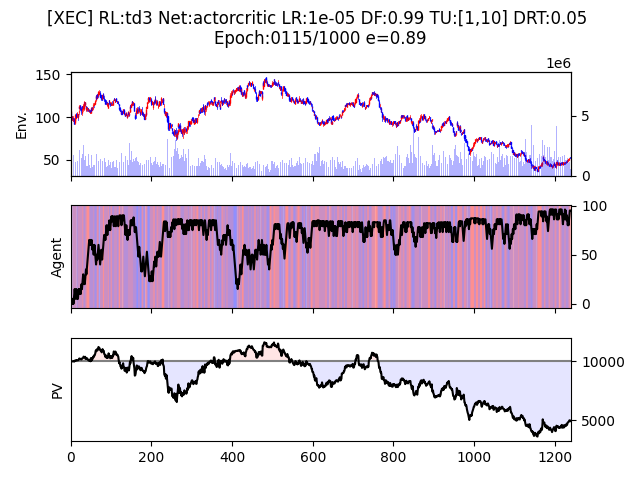 [XEC] RL:td3 Net:actorcritic LR:1e-05 DF:0.99 TU:[1,10] DRT:0.05
Epoch:0115/1000 e=0.89
1e6
150
100
50
5
0
Env.
100
50
0
Agent
10000
5000
PV
0 200 400 600 800 1000 1200